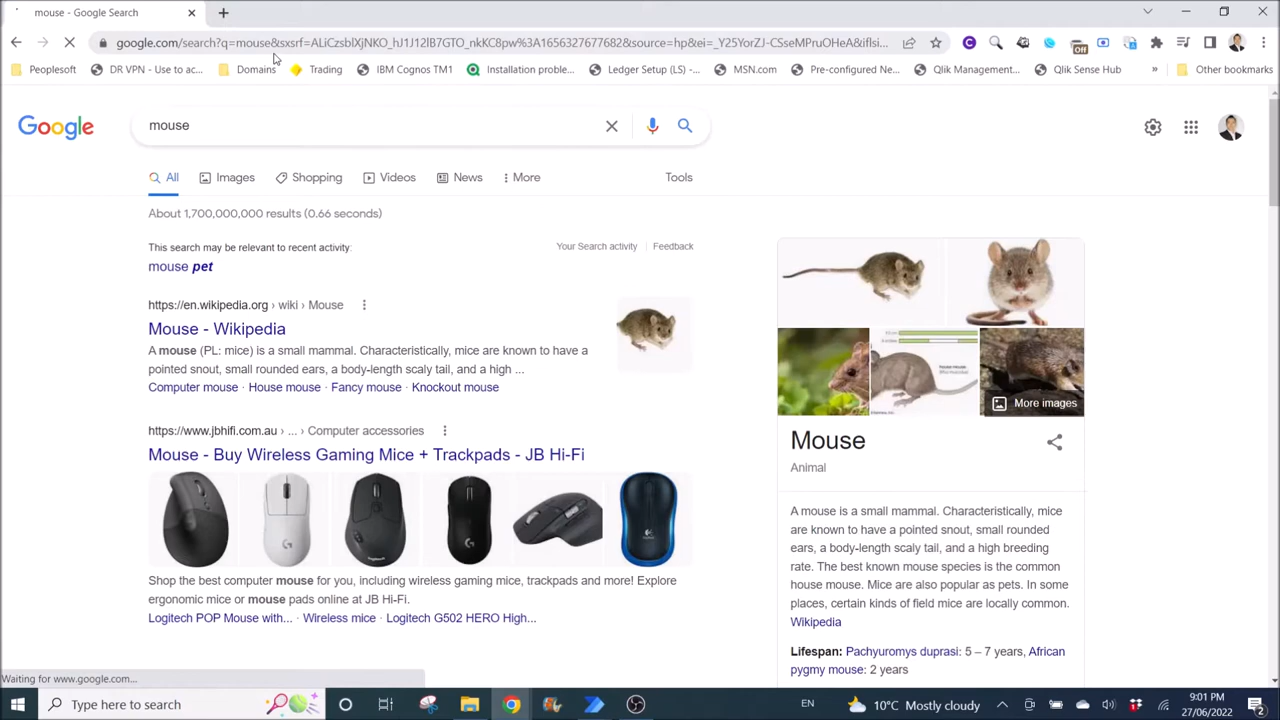 mouse - Google Search
google.com/search?q=mouse&sxsrf=ALiCzsblXjNKO_hJ1J12lB7GTO_nkKC8pw%3A1656327677682&source=hp&ei=_Y25YorZJ-CSseMPruOHeA&iflsi...
Off
Peoplesoft
DR VPN - Use to ac...
Domains
Trading
IBM Cognos TM1
Installation proble...
Ledger Setup (LS) -...
MSN.com
Pre-configured Ne...
Qlik Management...
Qlik Sense Hub
»
Other bookmarks
Google
mouse
All
Images
Shopping
Videos
News
More
Tools
About 1,700,000,000 results (0.66 seconds)
This search may be relevant to recent activity:
Your Search activity
Feedback
mouse pet
https://en.wikipedia.org › wiki › Mouse
Mouse - Wikipedia
A mouse (PL: mice) is a small mammal. Characteristically, mice are known to have a
pointed snout, small rounded ears, a body-length scaly tail, and a high ...
Computer mouse · House mouse · Fancy mouse · Knockout mouse
https://www.jbhifi.com.au › ... › Computer accessories
Mouse - Buy Wireless Gaming Mice + Trackpads - JB Hi-Fi
Shop the best computer mouse for you, including wireless gaming mice, trackpads and more! Explore
ergonomic mice or mouse pads online at JB Hi-Fi.
Logitech POP Mouse with... · Wireless mice · Logitech G502 HERO High...
More images
Mouse
Animal
A mouse is a small mammal. Characteristically, mice
are known to have a pointed snout, small rounded
ears, a body-length scaly tail, and a high breeding
rate. The best known mouse species is the common
house mouse. Mice are also popular as pets. In some
places, certain kinds of field mice are locally common.
Wikipedia
Lifespan: Pachyuromys duprasi: 5 – 7 years, African
pygmy mouse: 2 years
Waiting for www.google.com...
Type here to search
EN
10°C Mostly cloudy
9:01 PM
27/06/2022
2